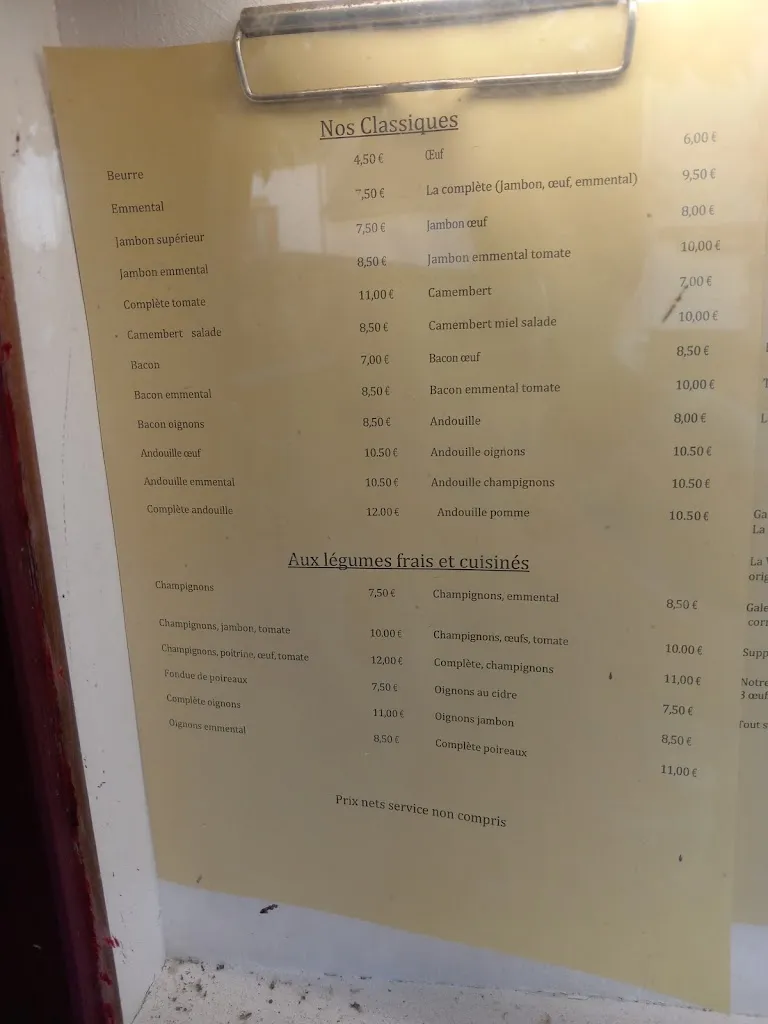 Nos Classiques
Beurre 4,50 € Œuf 6,00 €
Emmental 7,50 € La complète (Jambon, œuf, emmental) 9,50 €
Jambon supérieur 7,50 € Jambon œuf 8,00 €
Jambon emmental 8,50 € Jambon emmental tomate 10,00 €
Complète tomate 11,00 € Camembert 7,00 €
Camembert salade 8,50 € Camembert miel salade 10,00 €
Bacon 7,00 € Bacon œuf 8,50 €
Bacon emmental 8,50 € Bacon emmental tomate 10,00 €
Bacon oignons 8,50 € Andouille 8,00 €
Andouille œuf 10.50 € Andouille oignons 10.50 €
Andouille emmental 10.50 € Andouille champignons 10.50 €
Complète andouille 12.00 € Andouille pomme 10.50 €
Aux légumes frais et cuisinés
Champignons 7,50 € Champignons, emmental 8,50 €
Champignons, jambon, tomate 10.00 € Champignons, œufs, tomate 10.00 €
Champignons, poitrine, œuf, tomate 12,00 € Complète, champignons 11,00 €
Fondue de poireaux 7,50 € Oignons au cidre 7,50 €
Complète oignons 11,00 € Oignons jambon 8,50 €
Oignons emmental 8,50 € Complète poireaux 11,00 €
Prix nets service non compris
La
Notre